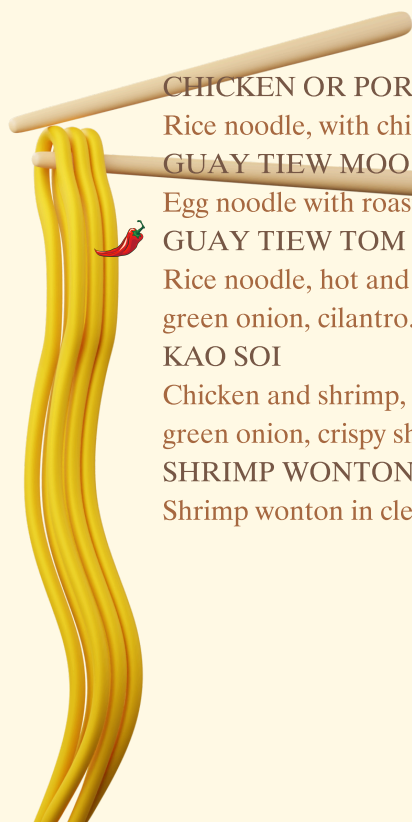 CHICKEN OR POR
Rice noodle, with chi
GUAY TIEW MOO
Egg noodle with roas
GUAY TIEW TOM
Rice noodle, hot and
green onion, cilantro.
KAO SOI
Chicken and shrimp,
green onion, crispy sh
SHRIMP WONTON
Shrimp wonton in cle